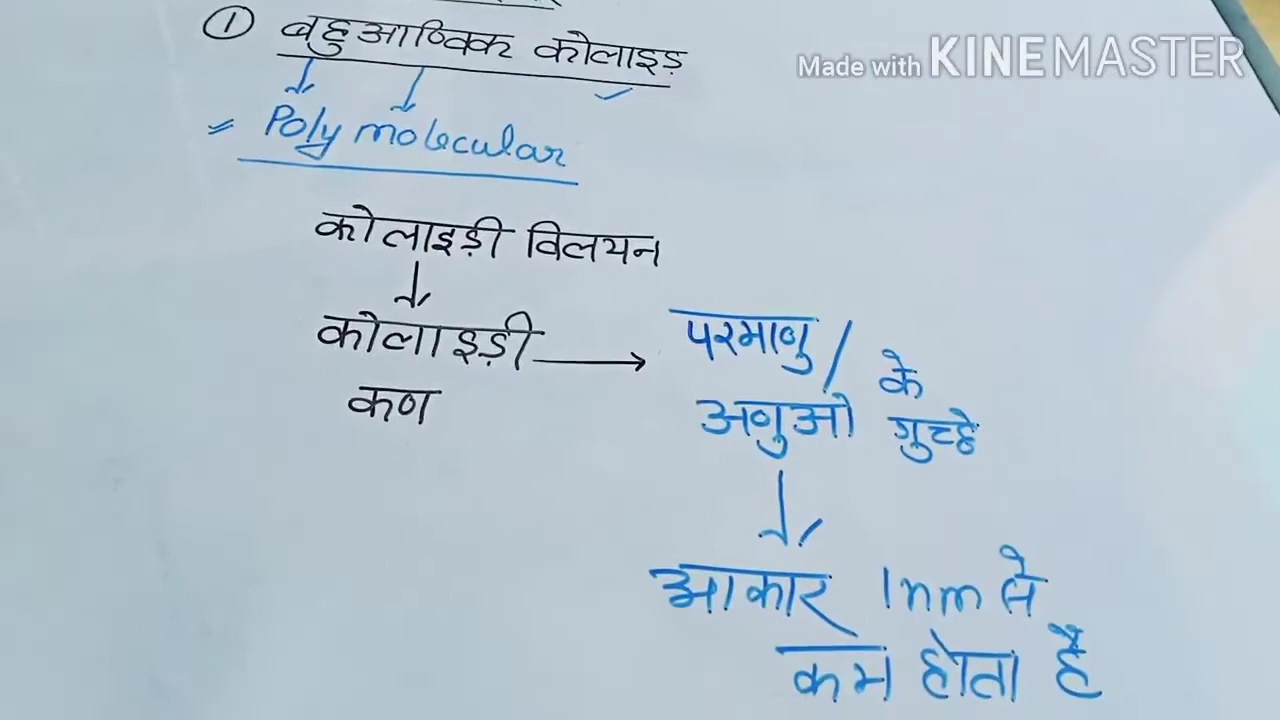 ① बहुआण्विक कोलाइड़
Made with KINEMASTER
Poly molecular
कोलाइड़ी विलयन
कोलाइड़ी → परमाणु / के
कण अणुओ गुच्छे
आकार 1nm से
कम होता है